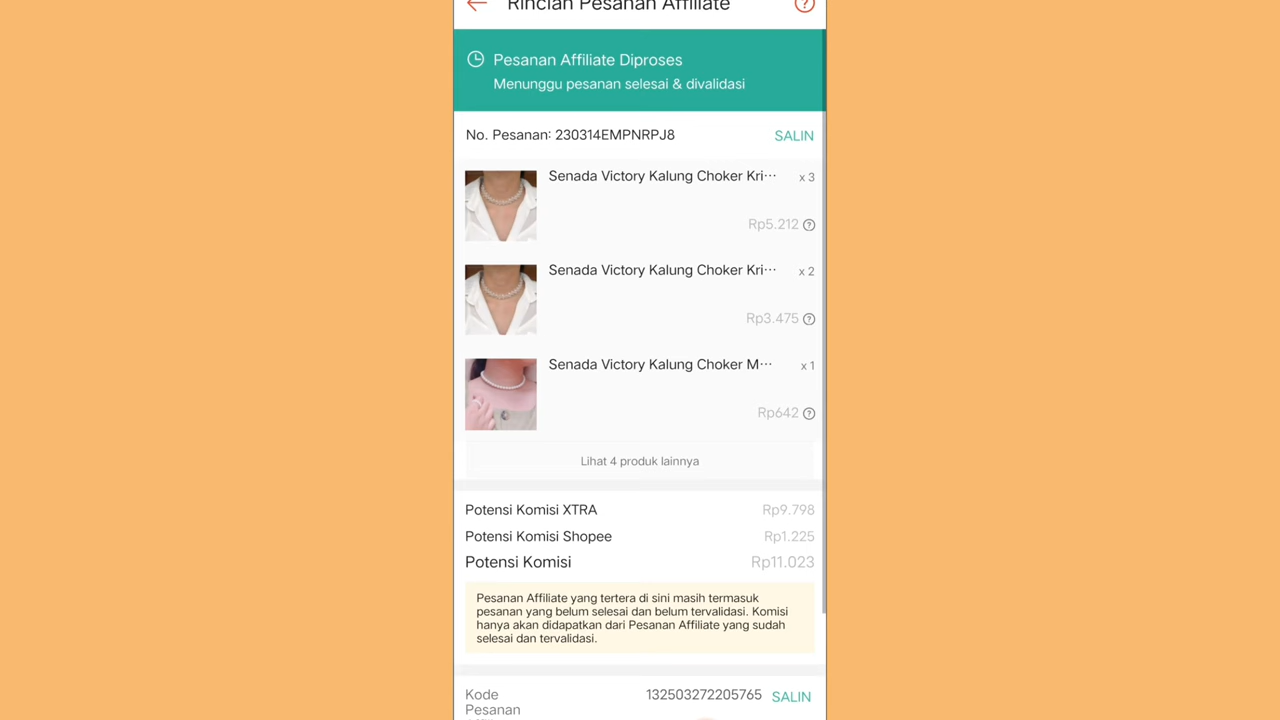 Rincian Pesanan Affiliate
Pesanan Affiliate Diproses
Menunggu pesanan selesai & divalidasi
No. Pesanan: 230314EMPNRPJ8 SALIN
Senada Victory Kalung Choker Kri··· x 3
Rp5.212
Senada Victory Kalung Choker Kri··· x 2
Rp3.475
Senada Victory Kalung Choker M··· x 1
Rp642
Lihat 4 produk lainnya
Potensi Komisi XTRA Rp9.798
Potensi Komisi Shopee Rp1.225
Potensi Komisi Rp11.023
Pesanan Affiliate yang tertera di sini masih termasuk
pesanan yang belum selesai dan belum tervalidasi. Komisi
hanya akan didapatkan dari Pesanan Affiliate yang sudah
selesai dan tervalidasi.
Kode 132503272205765 SALIN
Pesanan